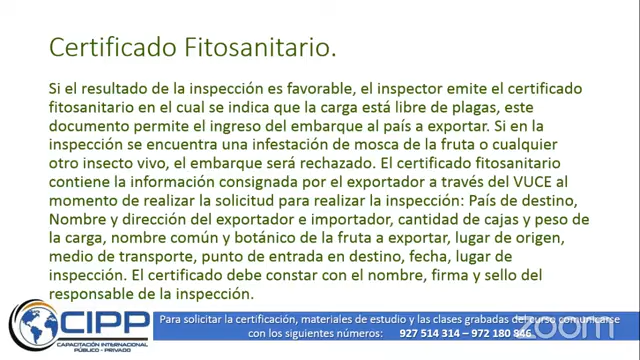 Certificado Fitosanitario.
Si el resultado de la inspección es favorable, el inspector emite el certificado
fitosanitario en el cual se indica que la carga está libre de plagas, este
documento permite el ingreso del embarque al país a exportar. Si en la
inspección se encuentra una infestación de mosca de la fruta o cualquier
otro insecto vivo, el embarque será rechazado. El certificado fitosanitario
contiene la información consignada por el exportador a través del VUCE al
momento de realizar la solicitud para realizar la inspección: País de destino,
Nombre y dirección del exportador e importador, cantidad de cajas y peso de
la carga, nombre común y botánico de la fruta a exportar, lugar de origen,
medio de transporte, punto de entrada en destino, fecha, lugar de
inspección. El certificado debe constar con el nombre, firma y sello del
responsable de la inspección.
CIPP
CAPACITACIÓN INTERNACIONAL
PÚBLICO - PRIVADO
Para solicitar la certificación, materiales de estudio y las clases grabadas del curso comunicarse
con los siguientes números: 927 514 314 – 972 180 846
zoom